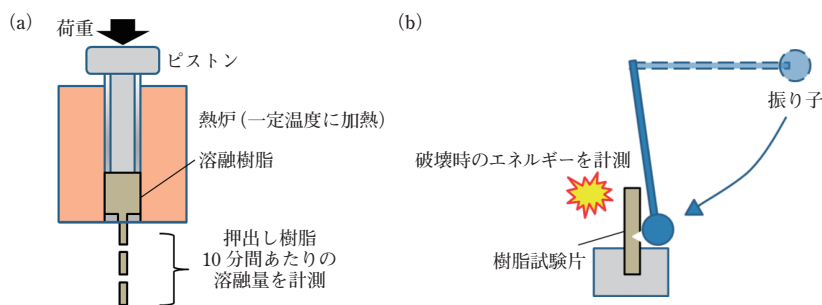 (a)
荷重
ピストン
熱炉(一定温度に加熱)
溶融樹脂
押出し樹脂
10分間あたりの
溶融量を計測
(b)
振り子
破壊時のエネルギーを計測
樹脂試験片